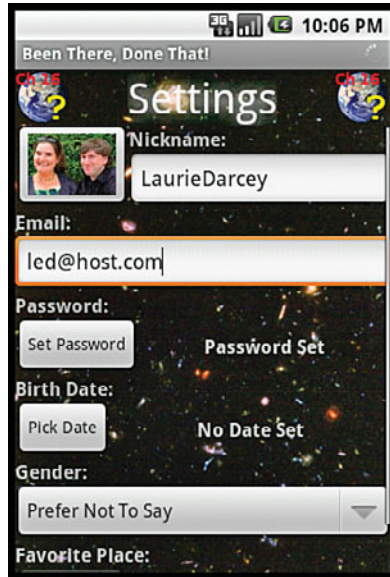 3G 10:06 PM
Been There, Done That!
Ch 16 Settings Ch 16
?
?
Nickname:
LaurieDarcey
Email:
led@host.com
Password:
Set Password Password Set
Birth Date:
Pick Date No Date Set
Gender:
Prefer Not To Say
Favorite Place: